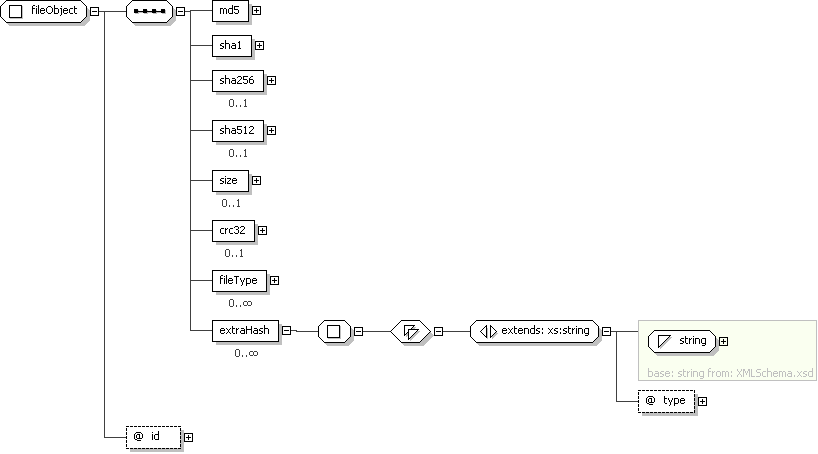 fileObject
md5
sha1
sha256
0..1
sha512
0..1
size
0..1
crc32
0..1
fileType
0..∞
extraHash
0..∞
extends: xs:string
string
base: string from: XMLSchema.xsd
@ type
@ id